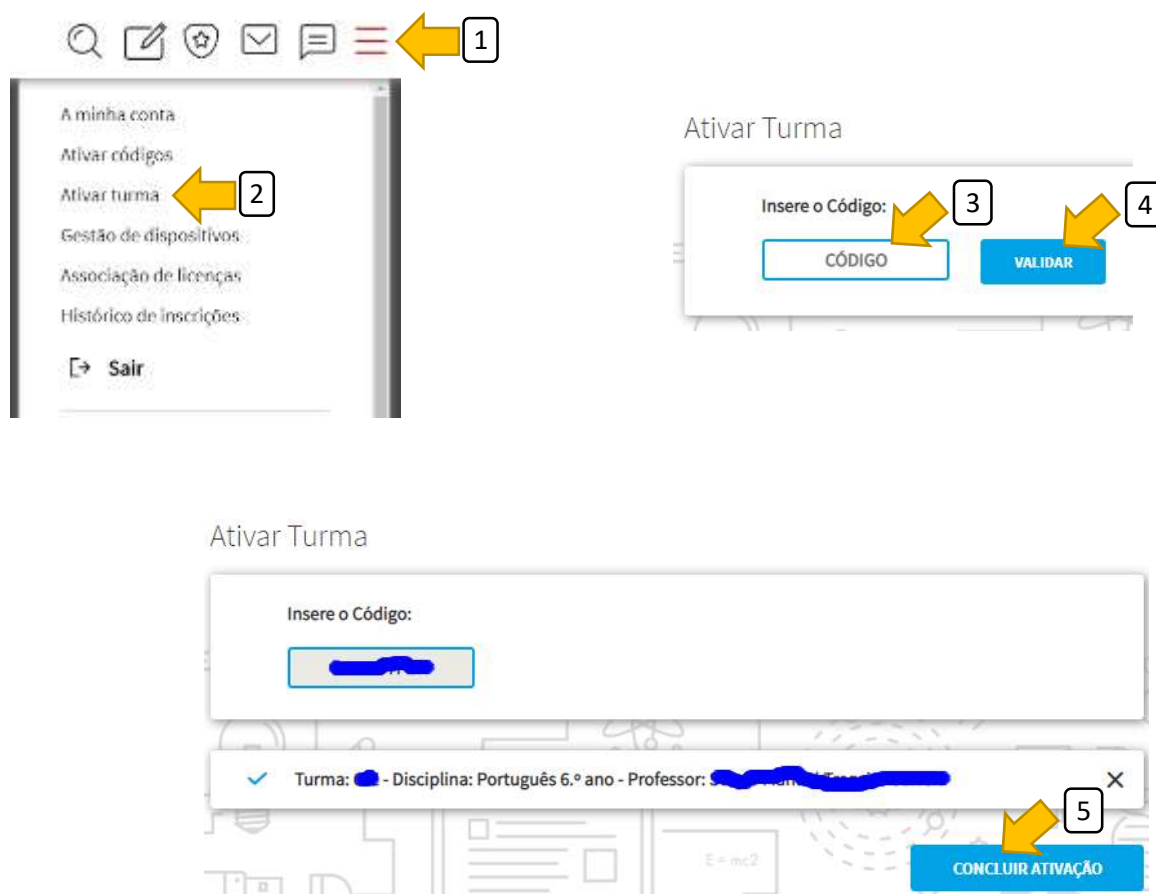 1
A minha conta
Ativar códigos
Ativar turma
2
Gestão de dispositivos
Associação de licenças
Histórico de inscrições
Sair
Ativar Turma
Insere o Código:
3
4
CÓDIGO
VALIDAR
Ativar Turma
Insere o Código:
Turma: - Disciplina: Português 6.º ano - Professor:
5
E = mc2
CONCLUIR ATIVAÇÃO